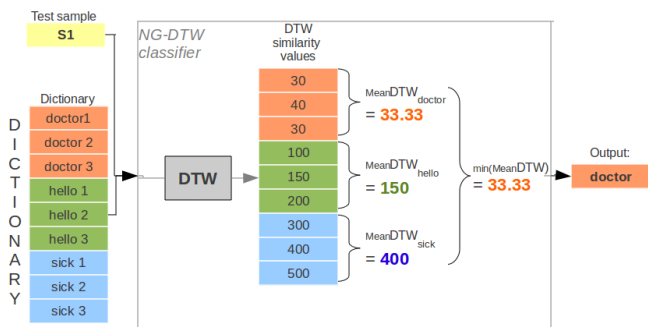 Test sample
S1
Dictionary
DICTIONARY
doctor1
doctor 2
doctor 3
hello 1
hello 2
hello 3
sick 1
sick 2
sick 3
NG-DTW
classifier
DTW
DTW
similarity
values
30
40
30
100
150
200
300
400
500
MeanDTWdoctor
= 33.33
MeanDTWhello
= 150
MeanDTWsick
= 400
min(MeanDTW)
= 33.33
Output:
doctor